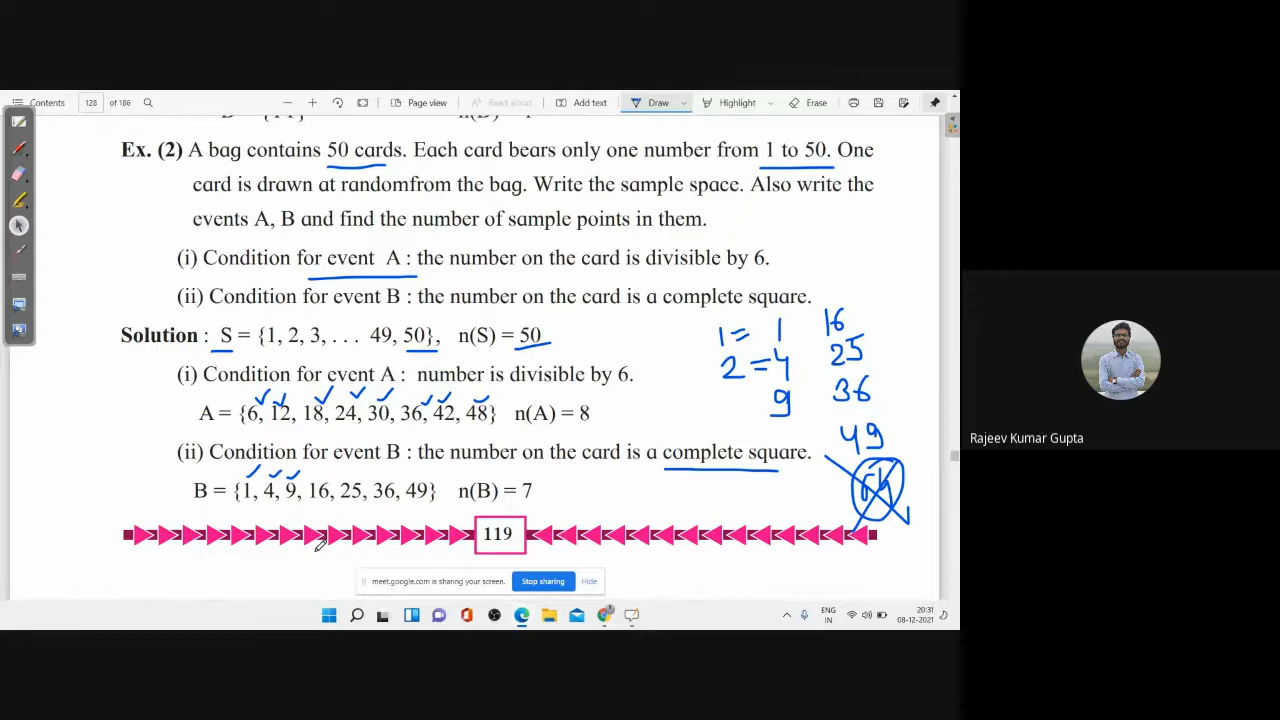 Contents 128 of 186 Page view Read aloud Add text Draw Highlight Erase
Ex. (2) A bag contains 50 cards. Each card bears only one number from 1 to 50. One
card is drawn at randomfrom the bag. Write the sample space. Also write the
events A, B and find the number of sample points in them.
(i) Condition for event A : the number on the card is divisible by 6.
(ii) Condition for event B : the number on the card is a complete square.
Solution : S = {1, 2, 3, . . . 49, 50}, n(S) = 50
(i) Condition for event A : number is divisible by 6.
A = {6, 12, 18, 24, 30, 36, 42, 48} n(A) = 8
(ii) Condition for event B : the number on the card is a complete square.
B = {1, 4, 9, 16, 25, 36, 49} n(B) = 7
1 = 1
2 = 4
9
16
25
36
49
119
Rajeev Kumar Gupta
meet.google.com is sharing your screen. Stop sharing Hide
ENG
IN
20:31
08-12-2021